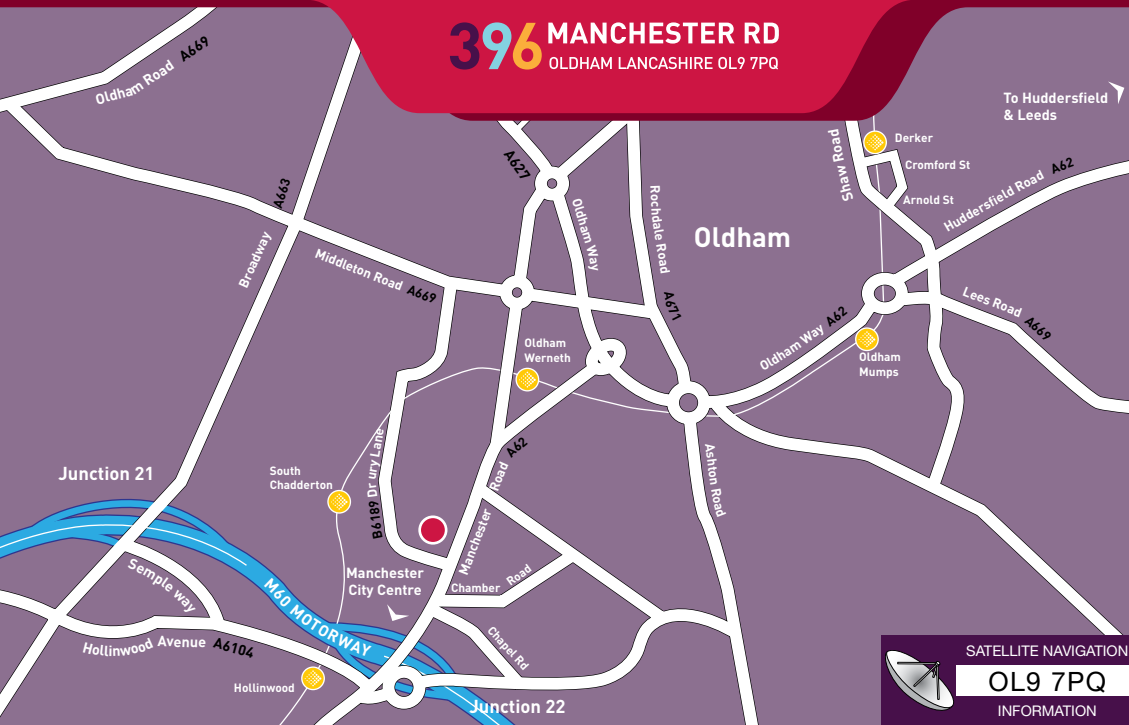 396 MANCHESTER RD
OLDHAM LANCASHIRE OL9 7PQ
Oldham Road A669
To Huddersfield
& Leeds
Derker
Shaw Road
Cromford St
Arnold St
Huddersfield Road A62
A627
A663
Oldham Way
Rochdale Road
Oldham
Broadway
Middleton Road A669
A671
Lees Road A669
Oldham Way A62
Oldham
Werneth
Oldham
Mumps
Junction 21
South
Chadderton
B6189 Dr ury Lane
Manchester Road A62
Ashton Road
Manchester
City Centre
Chamber Road
Semple way
M60 MOTORWAY
Chapel Rd
Hollinwood Avenue A6104
Hollinwood
Junction 22
SATELLITE NAVIGATION
OL9 7PQ
INFORMATION